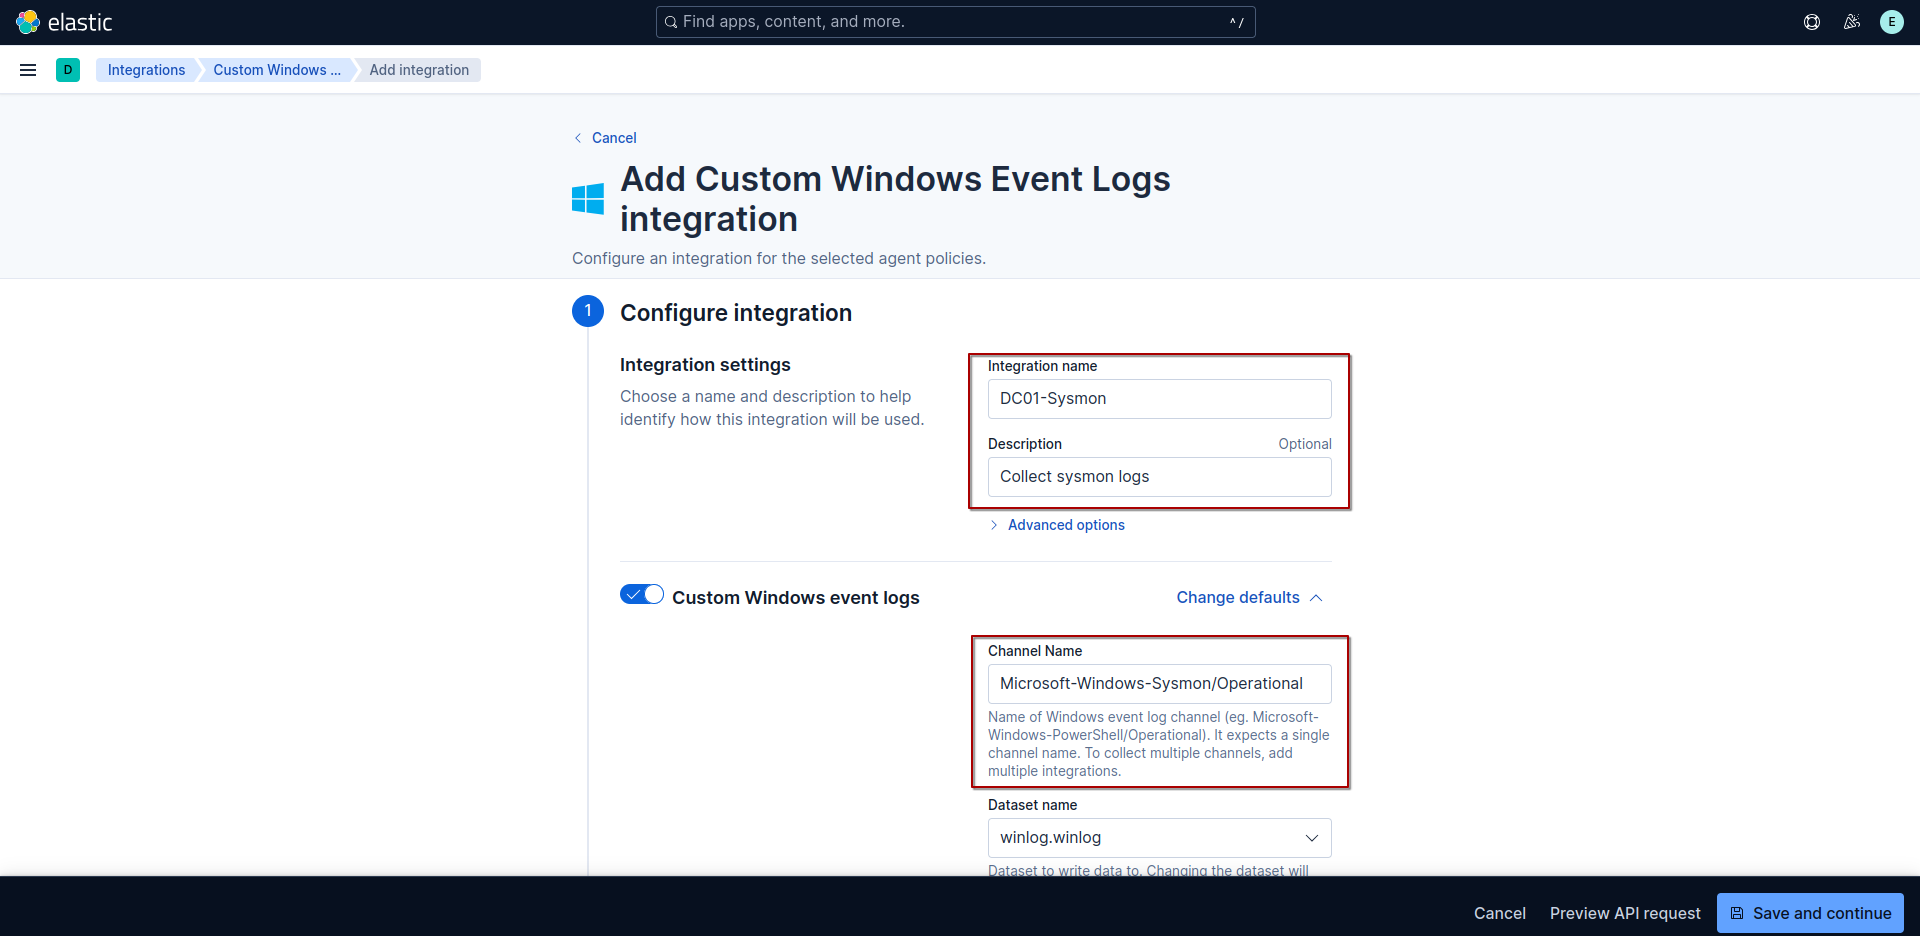 elastic
Find apps, content, and more.
^ /
E
D
Integrations
Custom Windows ...
Add integration
Cancel
Add Custom Windows Event Logs
integration
Configure an integration for the selected agent policies.
1
Configure integration
Integration settings
Choose a name and description to help
identify how this integration will be used.
Integration name
DC01-Sysmon
Description
Optional
Collect sysmon logs
Advanced options
Custom Windows event logs
Change defaults
Channel Name
Microsoft-Windows-Sysmon/Operational
Name of Windows event log channel (eg. Microsoft-
Windows-PowerShell/Operational). It expects a single
channel name. To collect multiple channels, add
multiple integrations.
Dataset name
winlog.winlog
Dataset to write data to. Changing the dataset will
Cancel
Preview API request
Save and continue